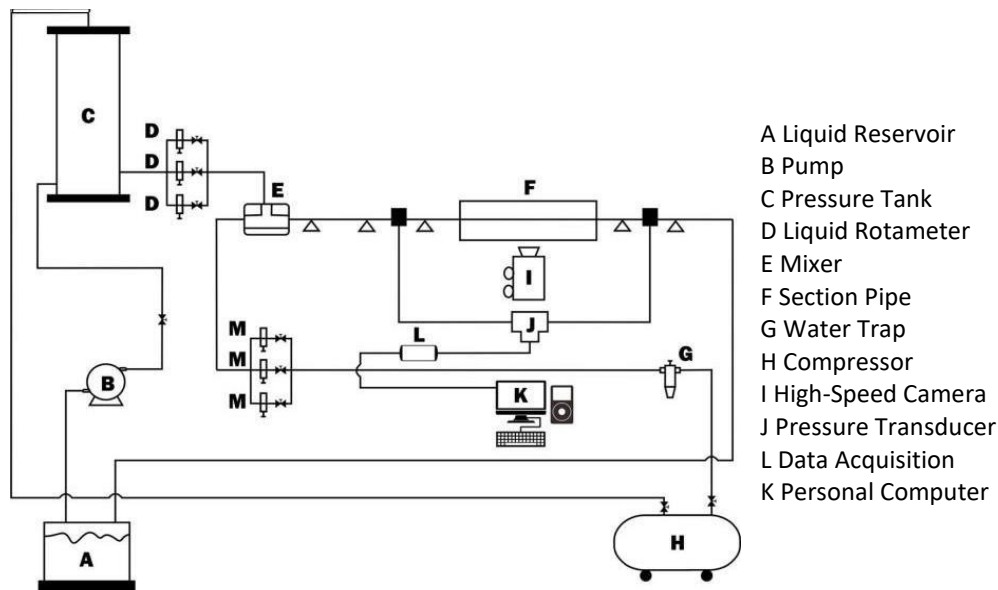 C
D
D
D
E
F
I
J
L
M
M
M
G
K
B
A
H
A Liquid Reservoir
B Pump
C Pressure Tank
D Liquid Rotameter
E Mixer
F Section Pipe
G Water Trap
H Compressor
I High-Speed Camera
J Pressure Transducer
L Data Acquisition
K Personal Computer